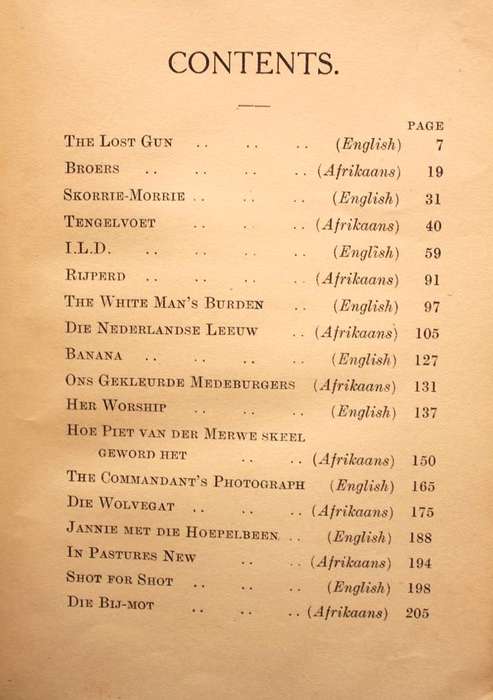 CONTENTS.
PAGE
THE LOST GUN .. .. .. (English) 7
BROERS .. .. .. .. (Afrikaans) 19
SKORRIE-MORRIE .. .. .. (English) 31
TENGELVOET .. .. .. (Afrikaans) 40
I.L.D. .. .. .. .. (English) 59
RIJPERD .. .. .. .. (Afrikaans) 91
THE WHITE MAN'S BURDEN .. (English) 97
DIE NEDERLANDSE LEEUW .. (Afrikaans) 105
BANANA .. .. .. .. (English) 127
ONS GEKLEURDE MEDEBURGERS (Afrikaans) 131
HER WORSHIP .. .. .. (English) 137
HOE PIET VAN DER MERWE SKEEL
GEWORD HET .. .. (Afrikaans) 150
THE COMMANDANT'S PHOTOGRAPH (English) 165
DIE WOLVEGAT .. .. .. (Afrikaans) 175
JANNIE MET DIE HOEPELBEEN .. (English) 188
IN PASTURES NEW .. .. (Afrikaans) 194
SHOT FOR SHOT .. .. .. (English) 198
DIE BIJ-MOT .. .. .. (Afrikaans) 205